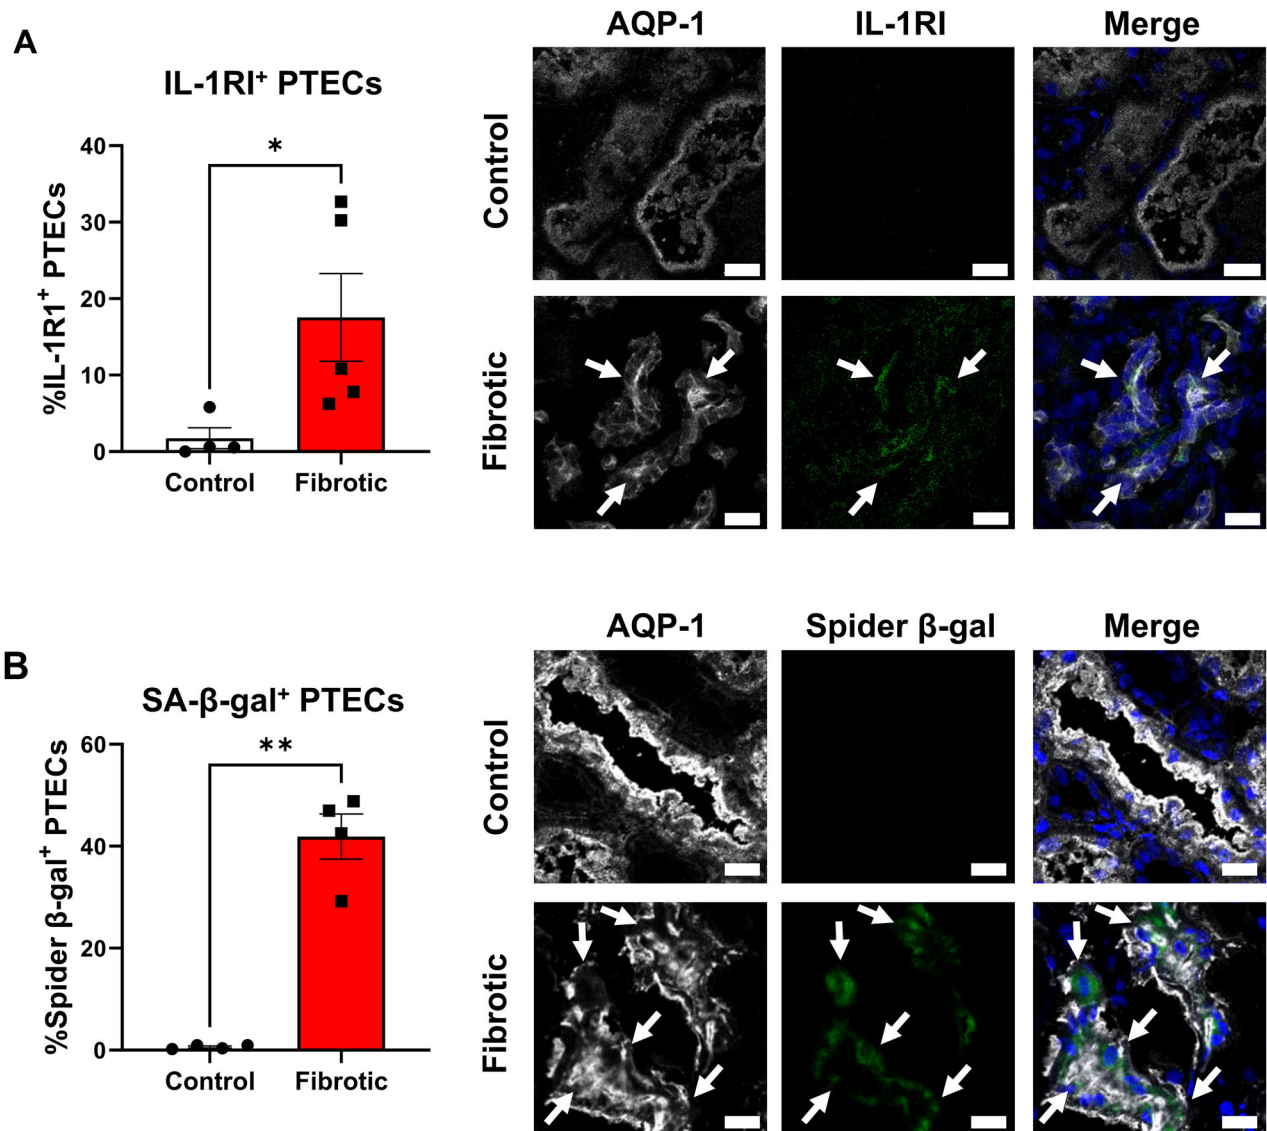 A
IL-1RI⁺ PTECs
%IL-1R1⁺ PTECs
40
30
20
10
0
*
Control
Fibrotic
AQP-1
IL-1RI
Merge
Control
Fibrotic
B
SA-β-gal⁺ PTECs
%Spider β-gal⁺ PTECs
60
40
20
0
**
Control
Fibrotic
AQP-1
Spider β-gal
Merge
Control
Fibrotic